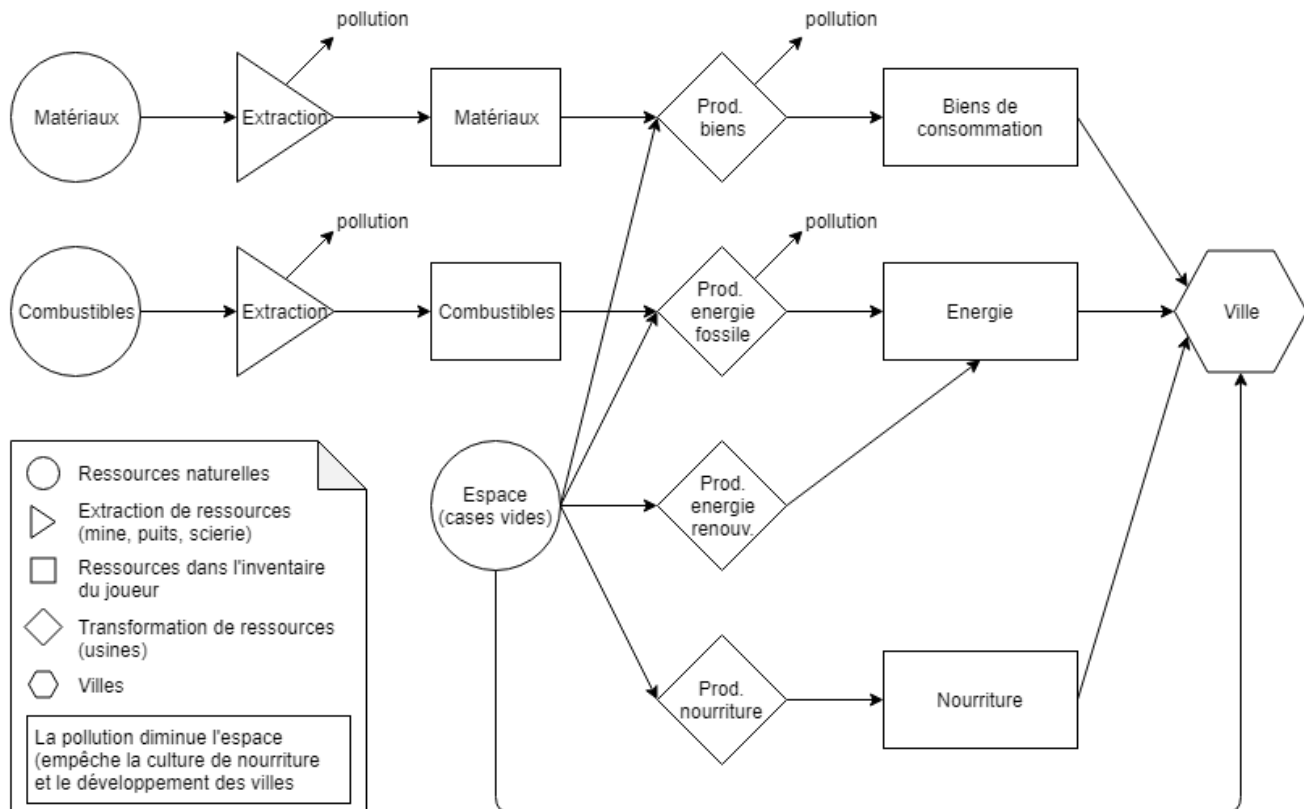 pollution
pollution
Matériaux
Extraction
Matériaux
Prod.
biens
Biens de
consommation
pollution
pollution
Combustibles
Extraction
Combustibles
Prod.
energie
fossile
Energie
Ville
Espace
(cases vides)
Prod.
energie
renouv.
Prod.
nourriture
Nourriture
Ressources naturelles
Extraction de ressources
(mine, puits, scierie)
Ressources dans l'inventaire
du joueur
Transformation de ressources
(usines)
Villes
La pollution diminue l'espace
(empêche la culture de nourriture
et le développement des villes